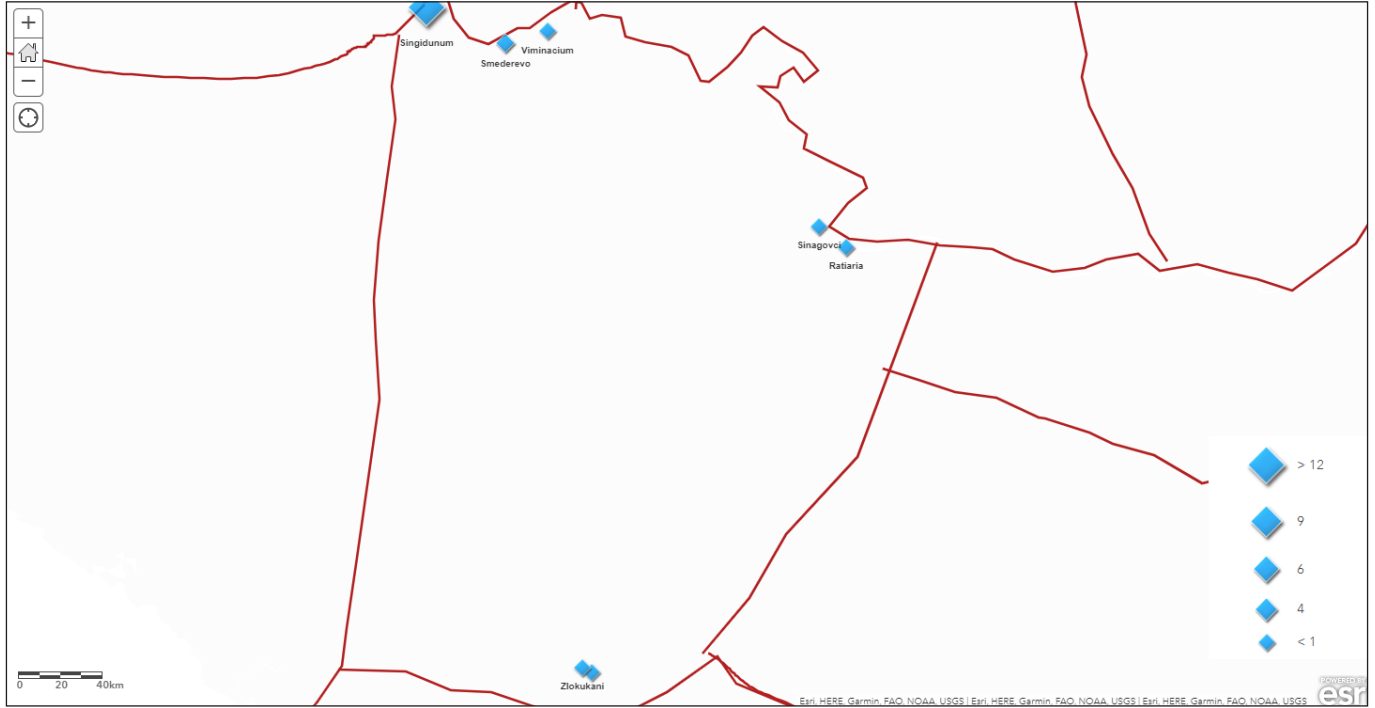 +
−
Singidunum
Viminacium
Smederevo
Sinagovci
Ratiaria
> 12
9
6
4
< 1
0 20 40km
Zlokukani
Esri, HERE, Garmin, FAO, NOAA, USGS | Esri, HERE, Garmin, FAO, NOAA, USGS | Esri, HERE, Garmin, FAO, NOAA, USGS
POWERED BY
esri